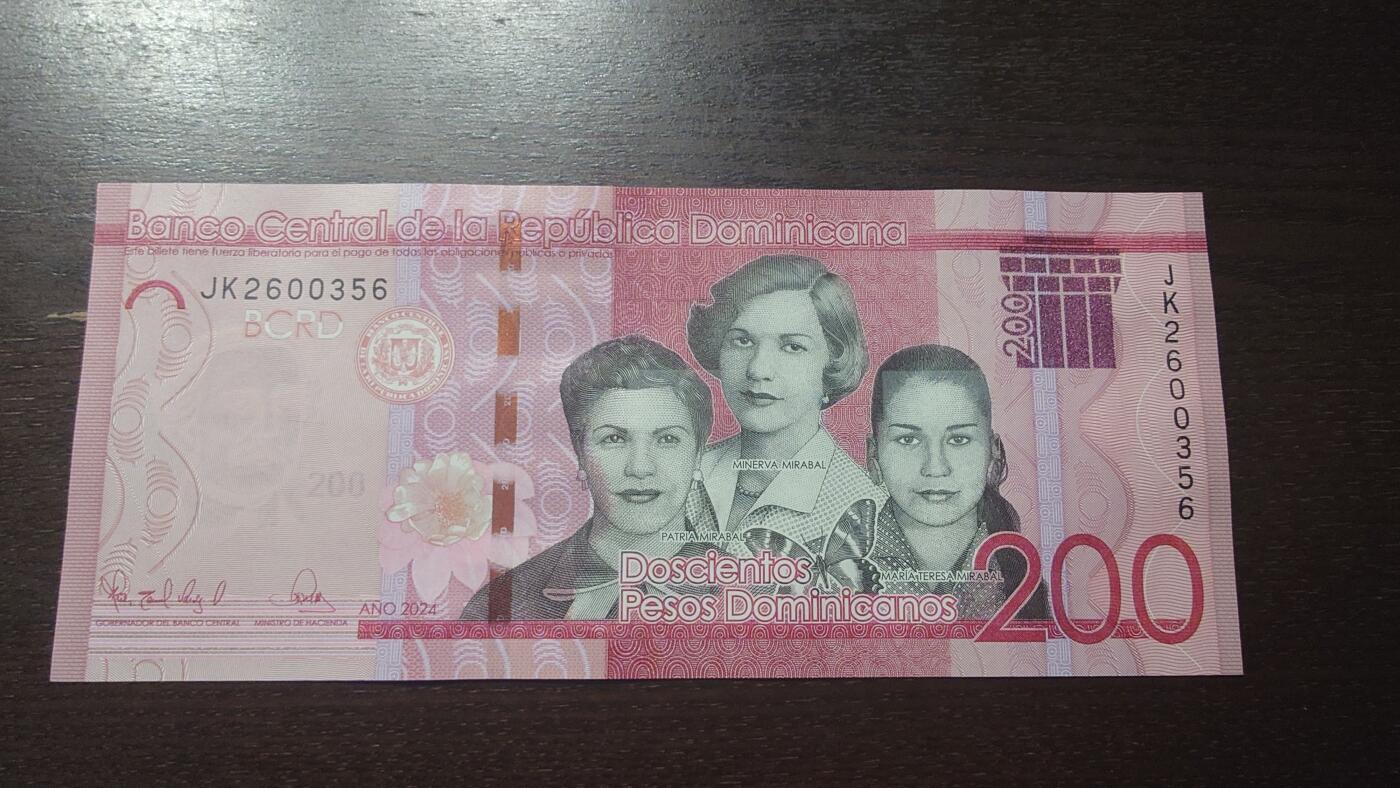 Banco Central de la República Dominicana
Este billete tiene fuerza liberatoria para el pago de todas las obligaciones públicas o privadas
JK2600356
BCRD
200
JK2600356
200
MINERVA MIRABAL
PATRIA MIRABAL
MARÍA TERESA MIRABAL
Doscientos
Pesos Dominicanos
200
AÑO 2024
GOBERNADOR DEL BANCO CENTRAL MINISTRO DE HACIENDA